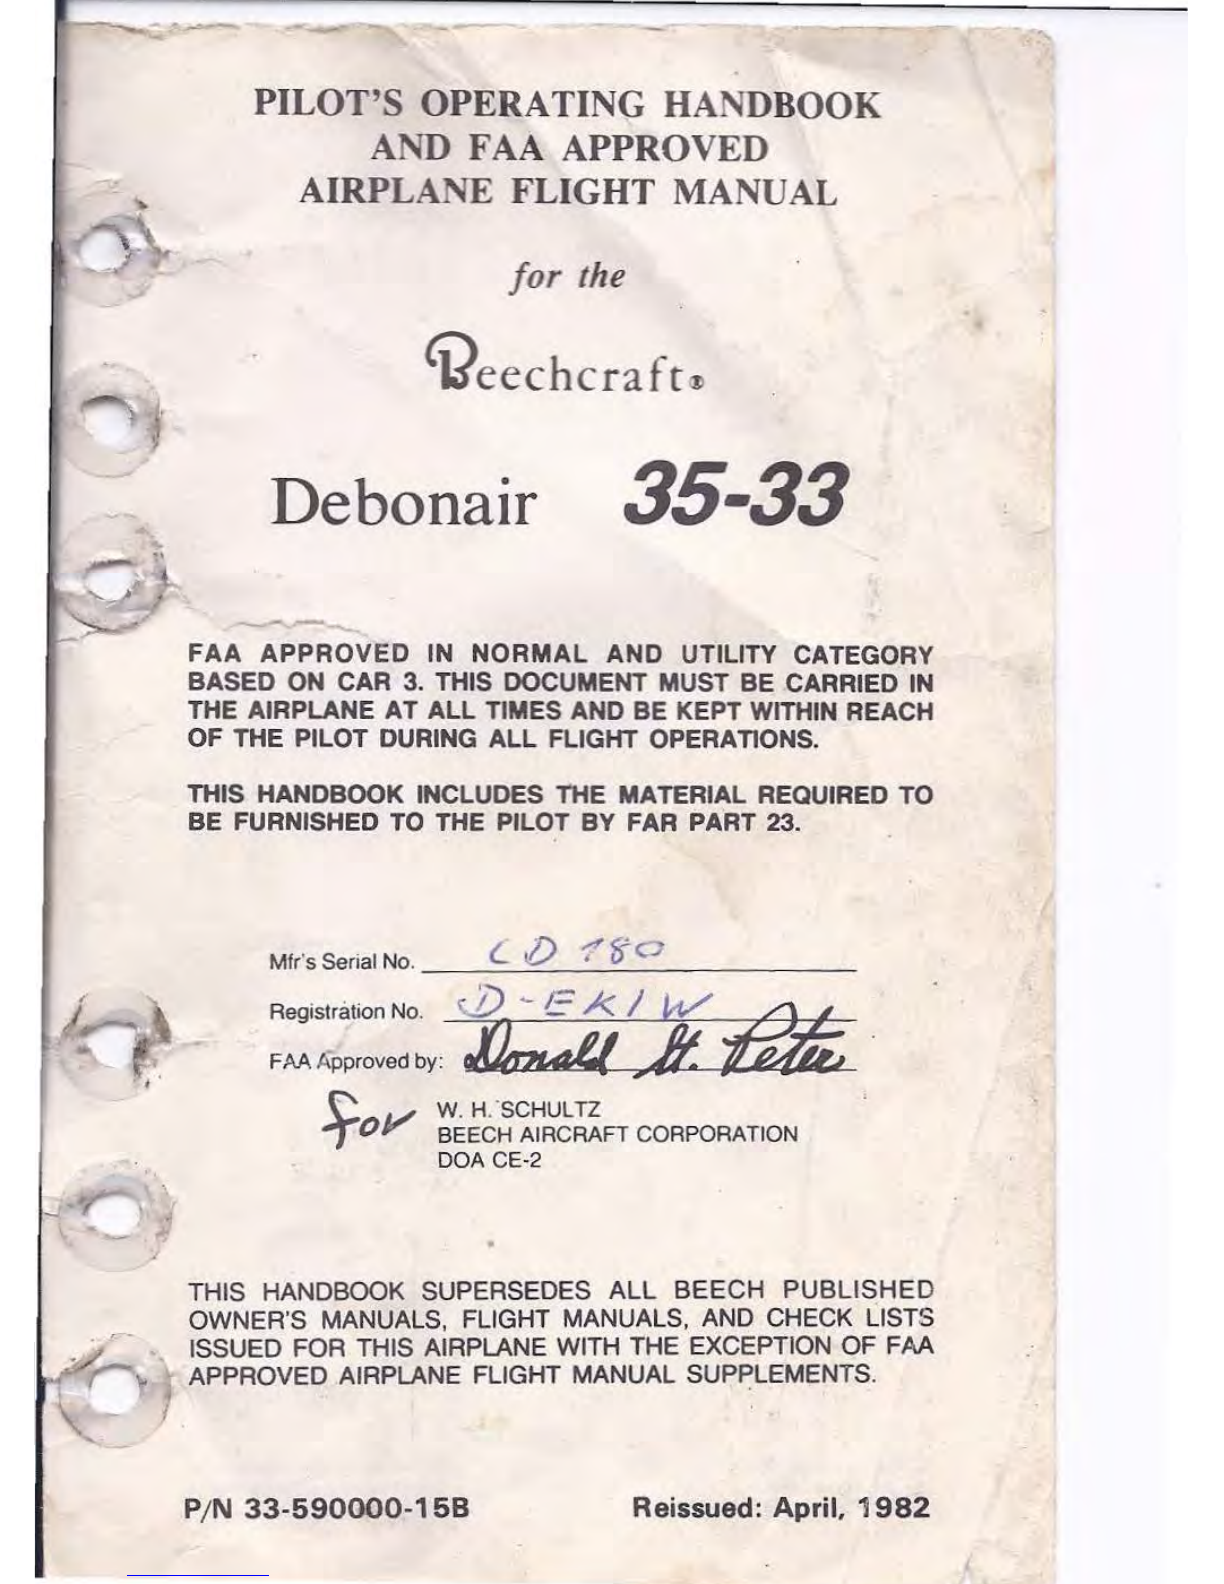 PILOT'S OPERATING HANDBOOK
AND FAA APPROVED
AIRPLANE FLIGHT MANUAL
for the
Beechcraft®
Debonair 35-33
FAA APPROVED IN NORMAL AND UTILITY CATEGORY
BASED ON CAR 3. THIS DOCUMENT MUST BE CARRIED IN
THE AIRPLANE AT ALL TIMES AND BE KEPT WITHIN REACH
OF THE PILOT DURING ALL FLIGHT OPERATIONS.
THIS HANDBOOK INCLUDES THE MATERIAL REQUIRED TO
BE FURNISHED TO THE PILOT BY FAR PART 23.
Mfr's Serial No. CD 180
Registration No. D-EKIW
FAA Approved by: Donald H. Peter
for W. H. SCHULTZ
BEECH AIRCRAFT CORPORATION
DOA CE-2
THIS HANDBOOK SUPERSEDES ALL BEECH PUBLISHED
OWNER'S MANUALS, FLIGHT MANUALS, AND CHECK LISTS
ISSUED FOR THIS AIRPLANE WITH THE EXCEPTION OF FAA
APPROVED AIRPLANE FLIGHT MANUAL SUPPLEMENTS.
P/N 33-590000-15B Reissued: April, 1982